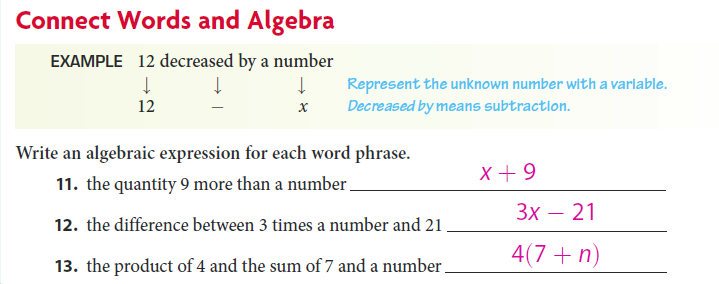 Connect Words and Algebra
EXAMPLE 12 decreased by a number
↓ ↓ ↓ Represent the unknown number with a variable.
12 − x Decreased by means subtraction.
Write an algebraic expression for each word phrase.
x + 9
11. the quantity 9 more than a number
3x − 21
12. the difference between 3 times a number and 21
4(7 + n)
13. the product of 4 and the sum of 7 and a number